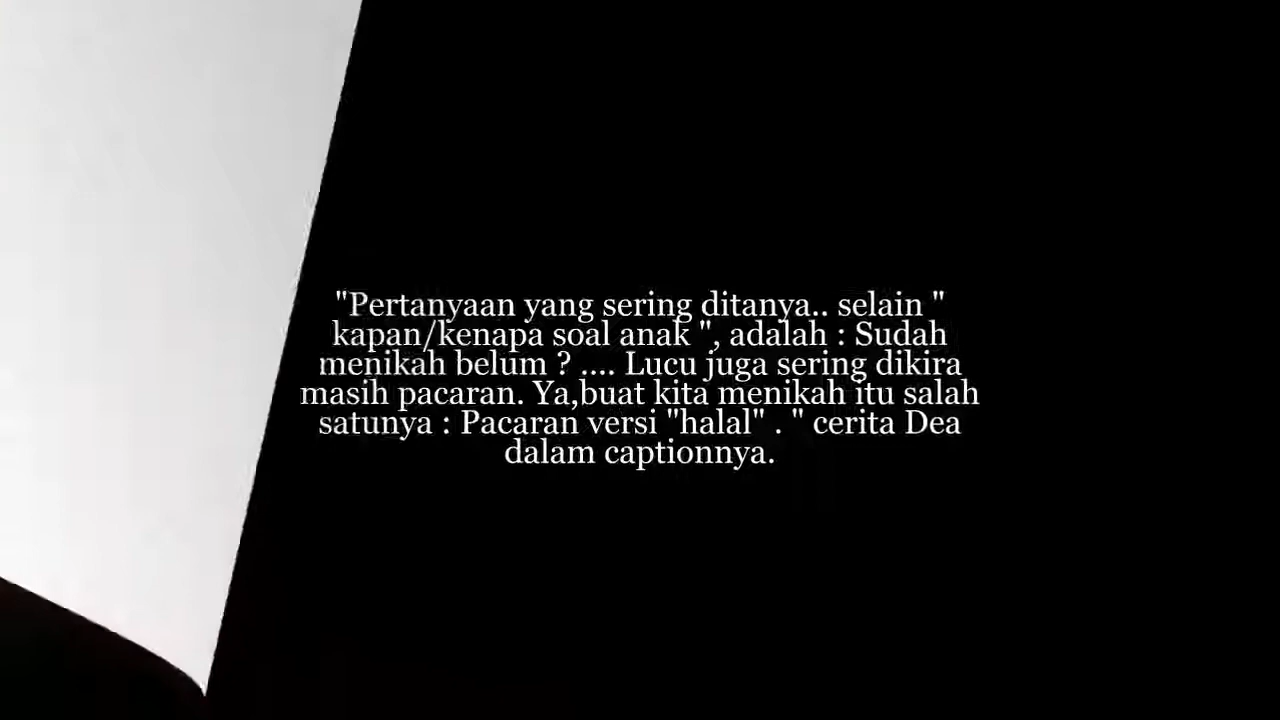 "Pertanyaan yang sering ditanya.. selain "
kapan/kenapa soal anak ", adalah : Sudah
menikah belum ? .... Lucu juga sering dikira
masih pacaran. Ya,buat kita menikah itu salah
satunya : Pacaran versi "halal" . " cerita Dea
dalam captionnya.